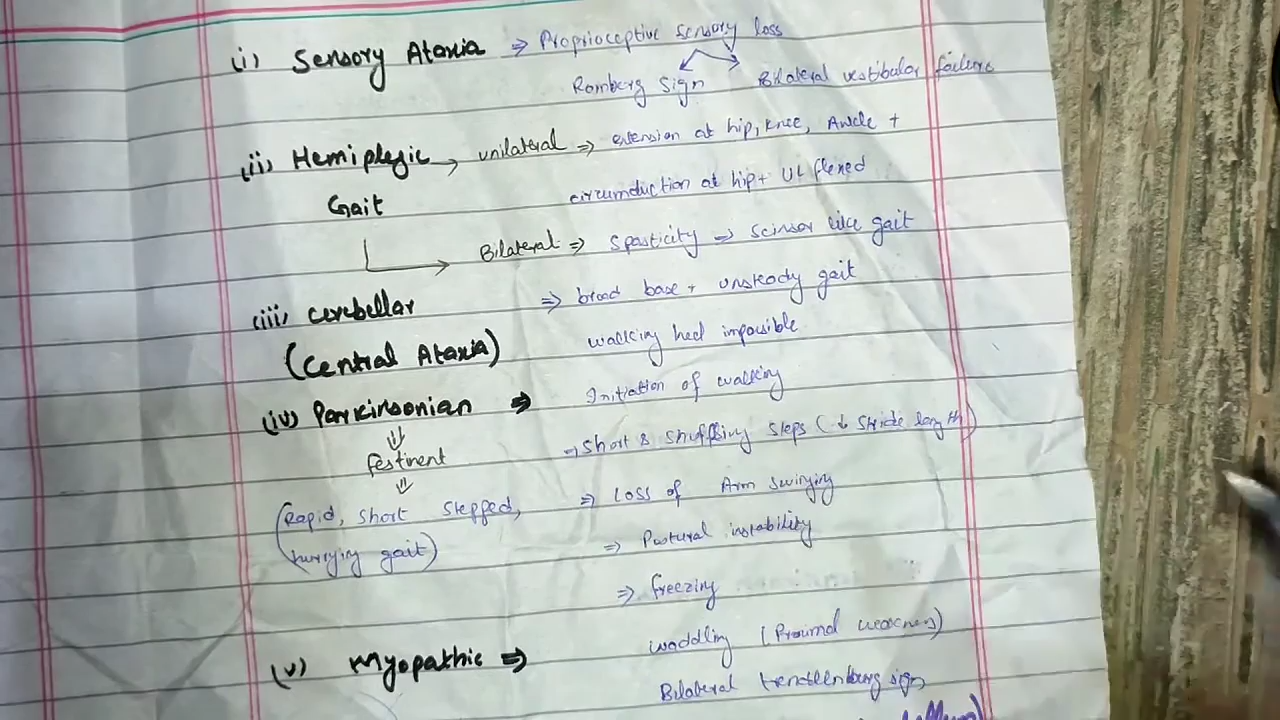 (i) Sensory Ataxia ⇒ Proprioceptive sensory loss
Romberg sign Bilateral vestibular failure
(ii) Hemiplegic → unilateral ⇒ extension at hip, knee, Ankle +
Gait circumduction at hip + UL flexed
Bilateral ⇒ Spasticity ⇒ scissor like gait
(iii) cerebellar ⇒ broad base + unsteady gait
(Central Ataxia) walking heel impossible
(iv) Parkinsonian ⇒ Initiation of walking
⇓ → Short & Shuffling steps (↓ stride length)
festinent
⇓ ⇒ Loss of Arm swinging
(Rapid, short stepped, ⇒ Postural instability
hurrying gait)
⇒ freezing
(v) Myopathic ⇒ waddling (Proximal weakness)
Bilateral trendlenburg sign